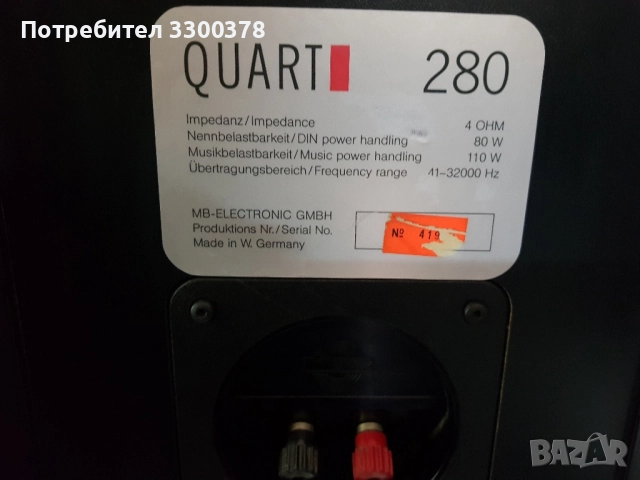 Потребител 3300378
QUART 280
Impedanz/Impedance 4 OHM
Nennbelastbarkeit/DIN power handling 80 W
Musikbelastbarkeit/Music power handling 110 W
Übertragungsbereich/Frequency range 41–32000 Hz
MB-ELECTRONIC GMBH
Produktions Nr./Serial No. № 419
Made in W. Germany
BAZAR